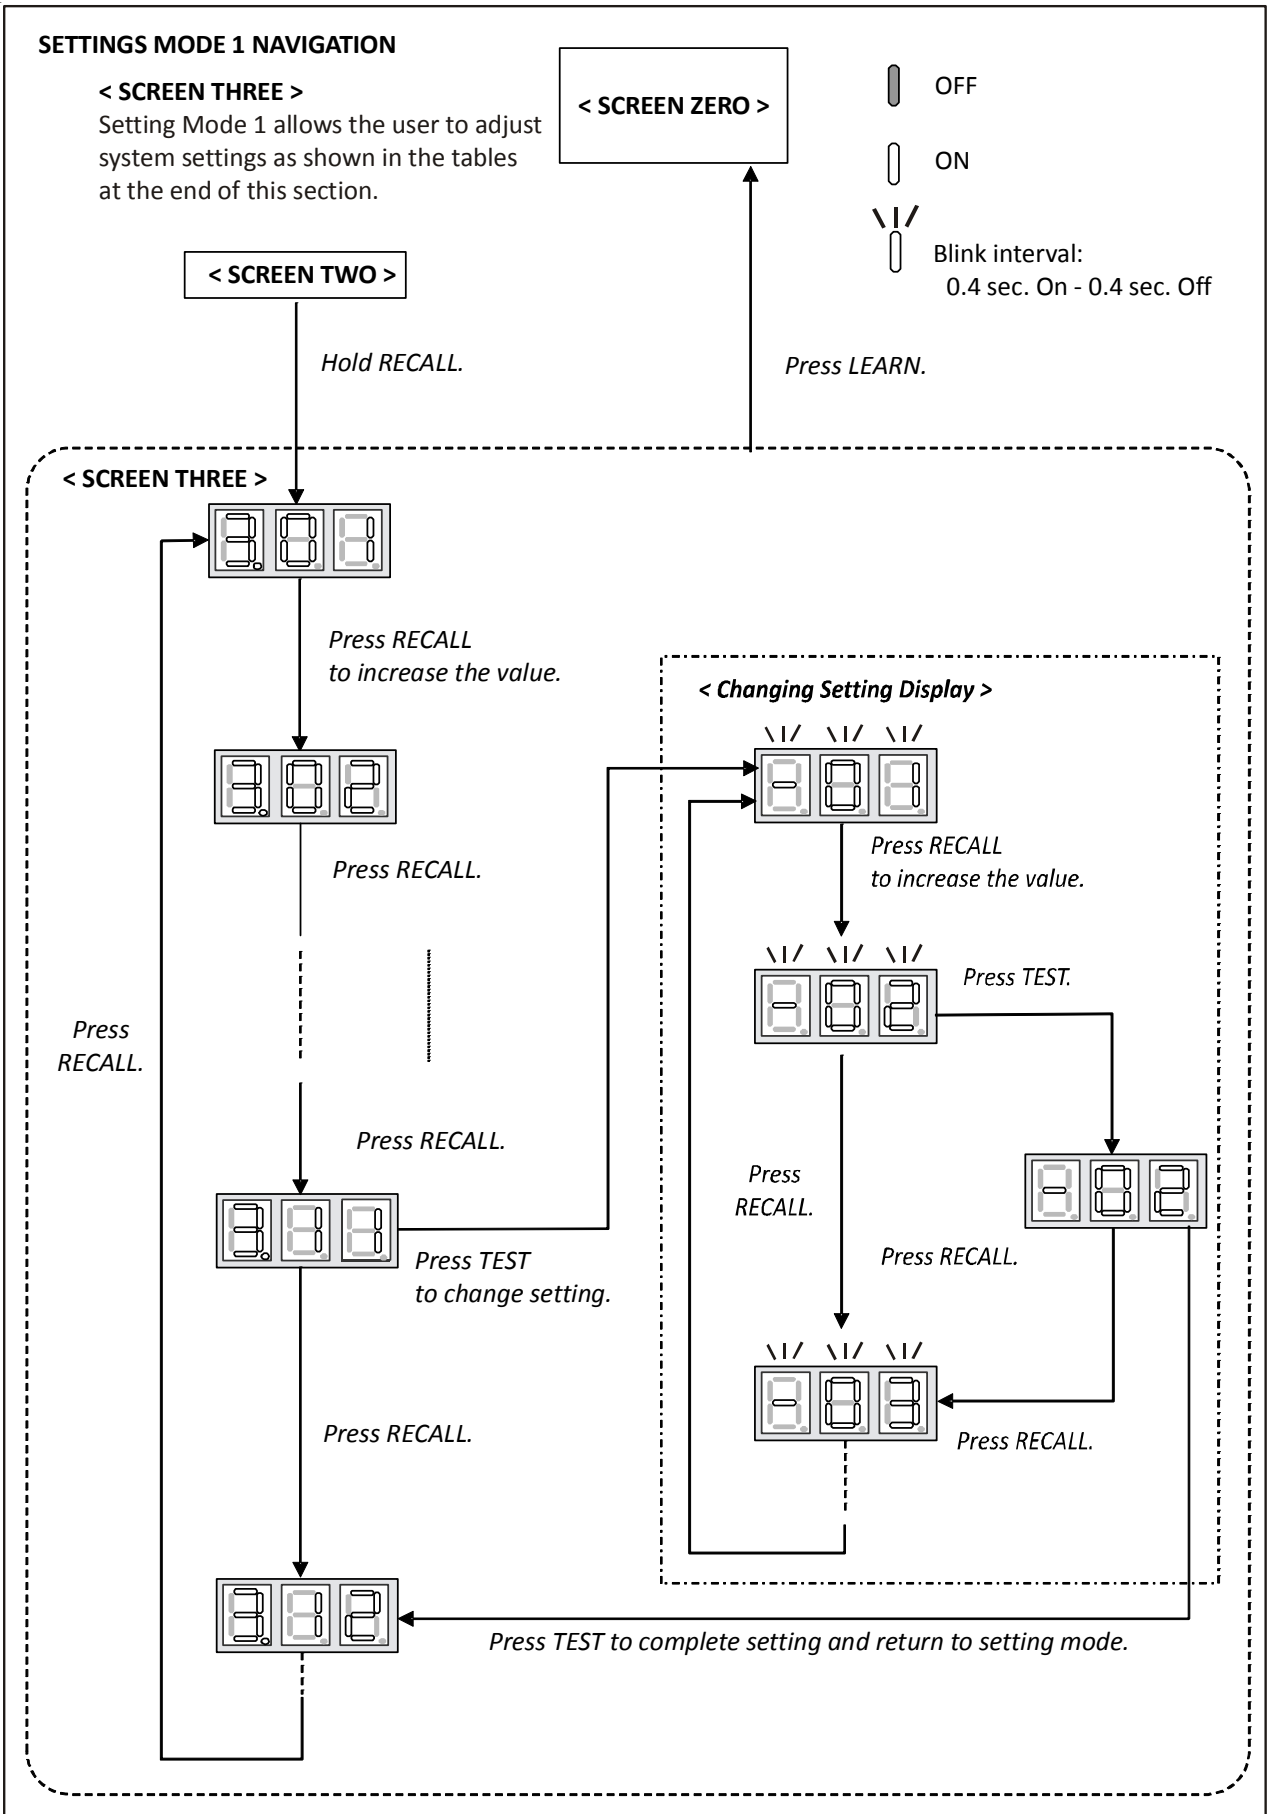 SETTINGS MODE 1 NAVIGATION
< SCREEN THREE >
Setting Mode 1 allows the user to adjust
system settings as shown in the tables
at the end of this section.
< SCREEN ZERO >
OFF
ON
Blink interval:
0.4 sec. On - 0.4 sec. Off
< SCREEN TWO >
Hold RECALL.
Press LEARN.
< SCREEN THREE >
3.01
Press RECALL
to increase the value.
3.02
Press RECALL.
Press
RECALL.
Press RECALL.
3.11
Press TEST
to change setting.
Press RECALL.
3.12
< Changing Setting Display >
-01
Press RECALL
to increase the value.
-02
Press TEST.
Press
RECALL.
-02
Press RECALL.
-03
Press RECALL.
Press TEST to complete setting and return to setting mode.